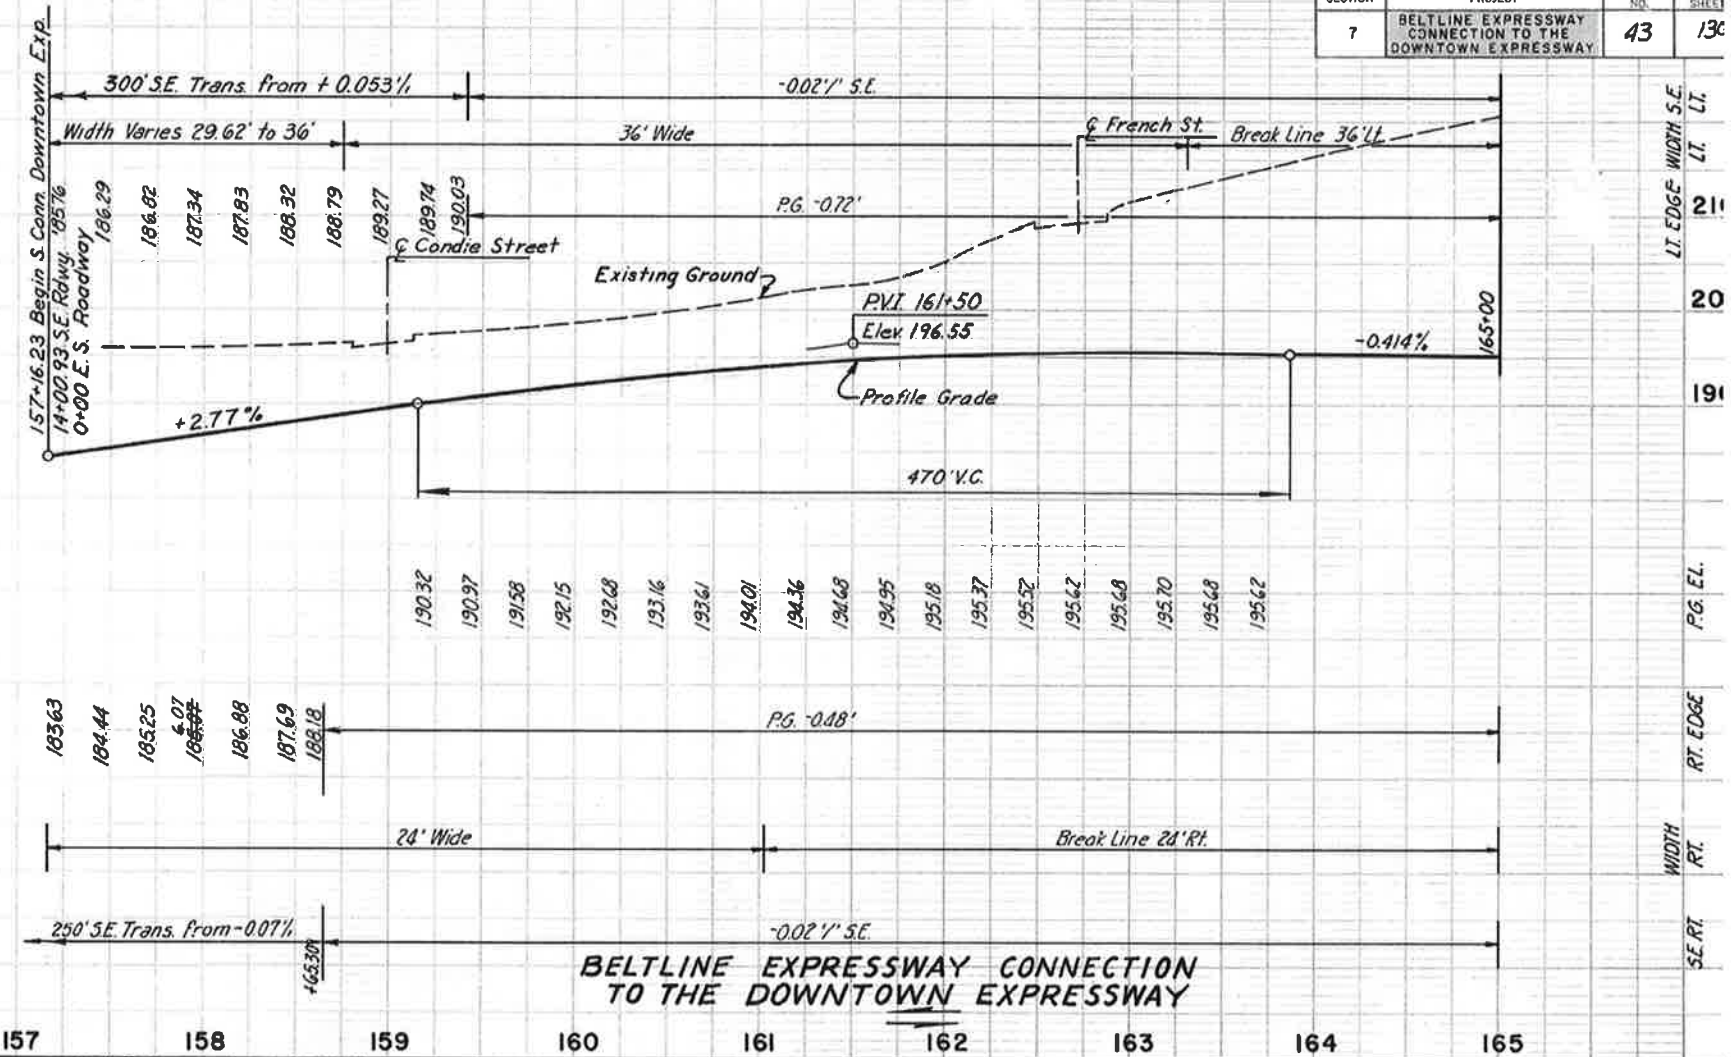 BELTLINE EXPRESSWAY
CONNECTION TO THE
DOWNTOWN EXPRESSWAY
7
43
157+16.23 Begin S. Conn. Downtown Exp.
14+00.93 S.E. Rdwy.
0+00 E.S. Roadway
300' S.E. Trans. from + 0.053'/,
-0.02'/' S.E.
Width Varies 29.62' to 36'
36' Wide
₵ French St.
Break Line 36' Lt.
185.76
186.29
186.82
187.34
187.83
188.32
188.79
189.27
189.74
190.03
P.G. -0.72'
₵ Condie Street
Existing Ground
P.V.I. 161+50
Elev. 196.55
-0.414%
165+00
+2.77%
Profile Grade
470' V.C.
LT. EDGE WIDTH S.E.
LT. LT.
190.32
190.97
191.58
192.15
192.68
193.16
193.61
194.01
194.36
194.68
194.95
195.18
195.37
195.52
195.62
195.68
195.70
195.68
195.62
P.G. EL.
183.63
184.44
185.25
6.07
186.88
187.69
188.18
P.G. -0.48'
RT. EDGE
24' Wide
Break Line 24' Rt.
WIDTH
RT.
250' S.E. Trans. from -0.07'/,
+65.30
-0.02'/' S.E.
S.E. RT.
BELTLINE EXPRESSWAY CONNECTION
TO THE DOWNTOWN EXPRESSWAY
157 158 159 160 161 162 163 164 165